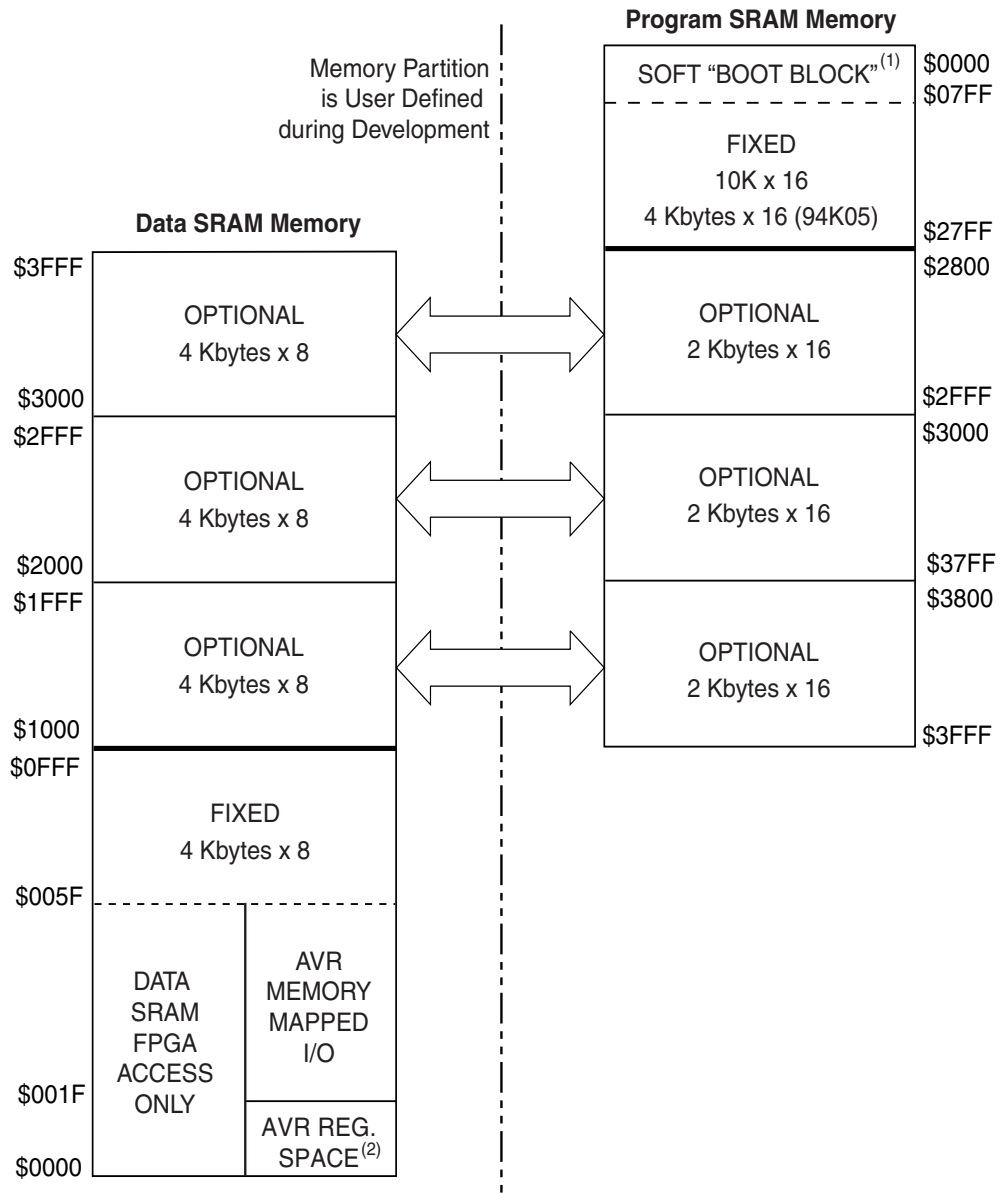 Program SRAM Memory
Memory Partition
is User Defined
during Development
SOFT “BOOT BLOCK”(1)
$0000
$07FF
FIXED
10K x 16
4 Kbytes x 16 (94K05)
$27FF
$2800
OPTIONAL
2 Kbytes x 16
$2FFF
$3000
OPTIONAL
2 Kbytes x 16
$37FF
$3800
OPTIONAL
2 Kbytes x 16
$3FFF
Data SRAM Memory
$3FFF
OPTIONAL
4 Kbytes x 8
$3000
$2FFF
OPTIONAL
4 Kbytes x 8
$2000
$1FFF
OPTIONAL
4 Kbytes x 8
$1000
$0FFF
FIXED
4 Kbytes x 8
$005F
DATA
SRAM
FPGA
ACCESS
ONLY
AVR
MEMORY
MAPPED
I/O
$001F
AVR REG.
SPACE(2)
$0000